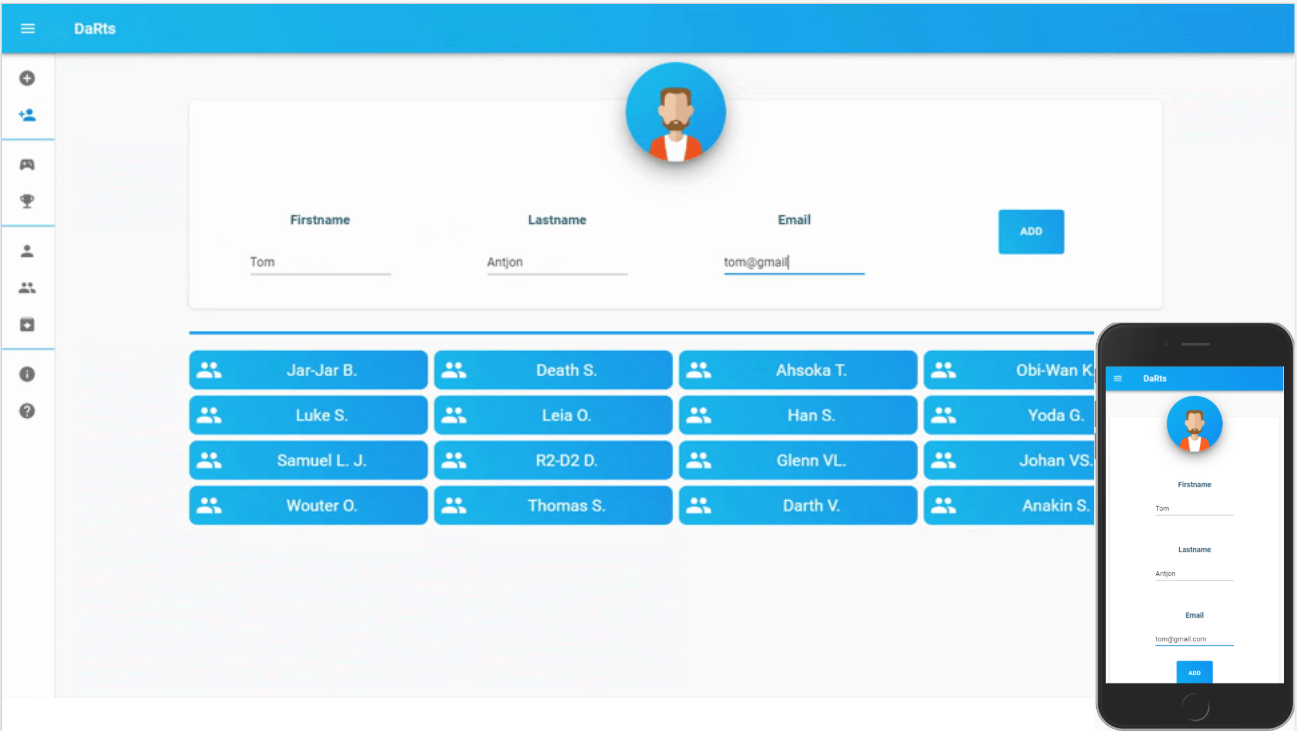 DaRts
Firstname Lastname Email
ADD
Tom Antjon tom@gmail
Jar-Jar B. Death S. Ahsoka T. Obi-Wan K.
Luke S. Leia O. Han S. Yoda G.
Samuel L. J. R2-D2 D. Glenn VL. Johan VS.
Wouter O. Thomas S. Darth V. Anakin S.
DaRts
Firstname
Tom
Lastname
Antjon
Email
tom@gmail.com
ADD